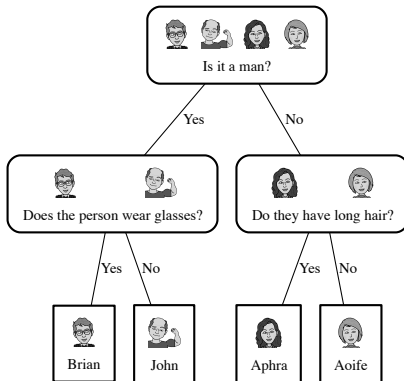 Is it a man?
Yes
No
Does the person wear glasses?
Do they have long hair?
Yes
No
Yes
No
Brian
John
Aphra
Aoife